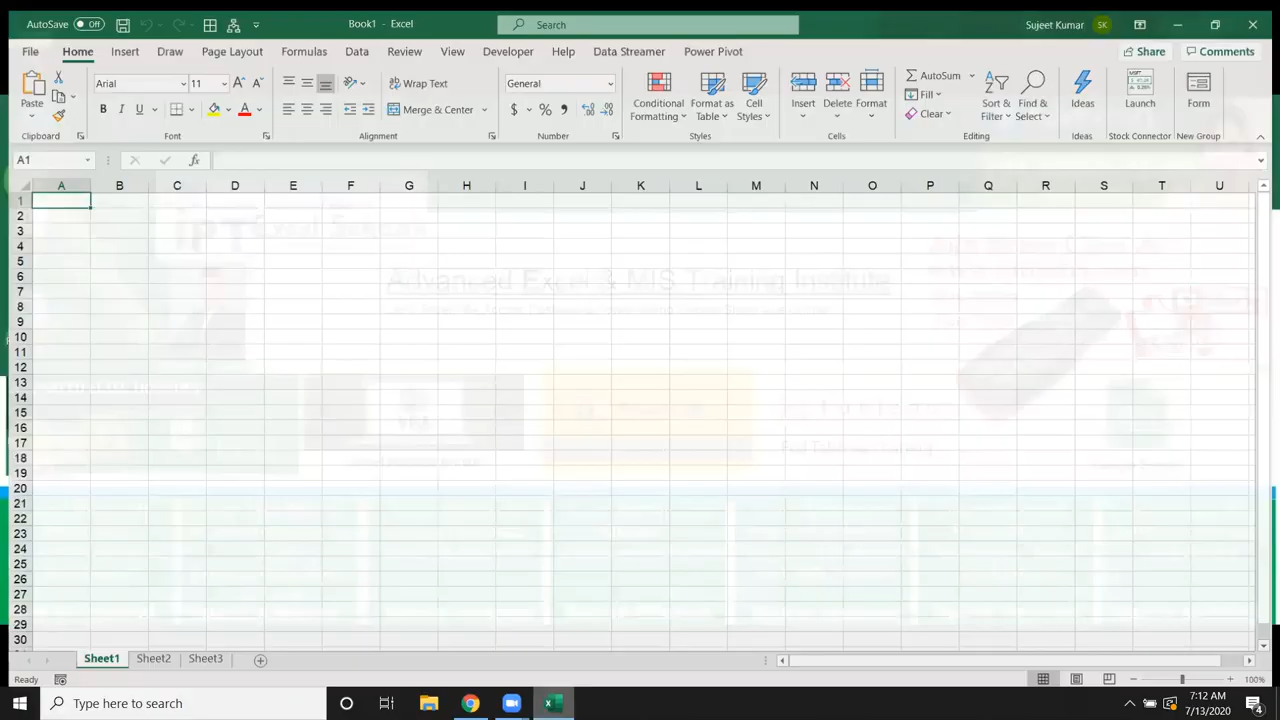 AutoSave Off Book1 - Excel Search Sujeet Kumar SK
File Home Insert Draw Page Layout Formulas Data Review View Developer Help Data Streamer Power Pivot Share Comments
Paste Arial 11 Wrap Text General Conditional Formatting Format as Table Cell Styles Insert Delete Format AutoSum Sort & Filter Find & Select Ideas Launch Form
B I U Merge & Center $ % Fill
Clear
Clipboard Font Alignment Number Styles Cells Editing Ideas Stock Connector New Group
A1 fx
A B C D E F G H I J K L M N O P Q R S T U
1
2
3
IPT Excel
4
5
6
Advanced Excel & MIS Training Institute
7
8
9
10
11
12
13
14
15
16
17
18
19
20
21
22
23
24
25
26
27
28
29
30
Sheet1 Sheet2 Sheet3
Ready 100%
Type here to search 7:12 AM
7/13/2020 4